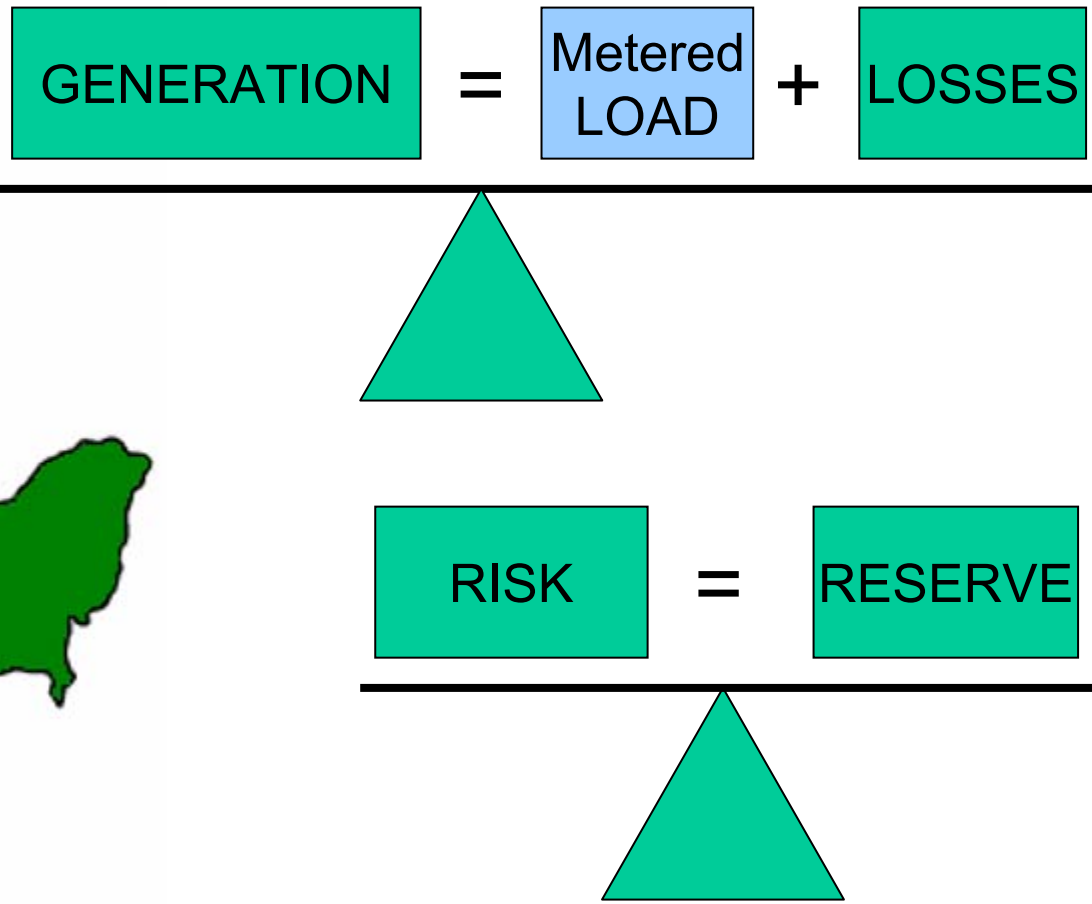 GENERATION = Metered LOAD + LOSSES
RISK = RESERVE